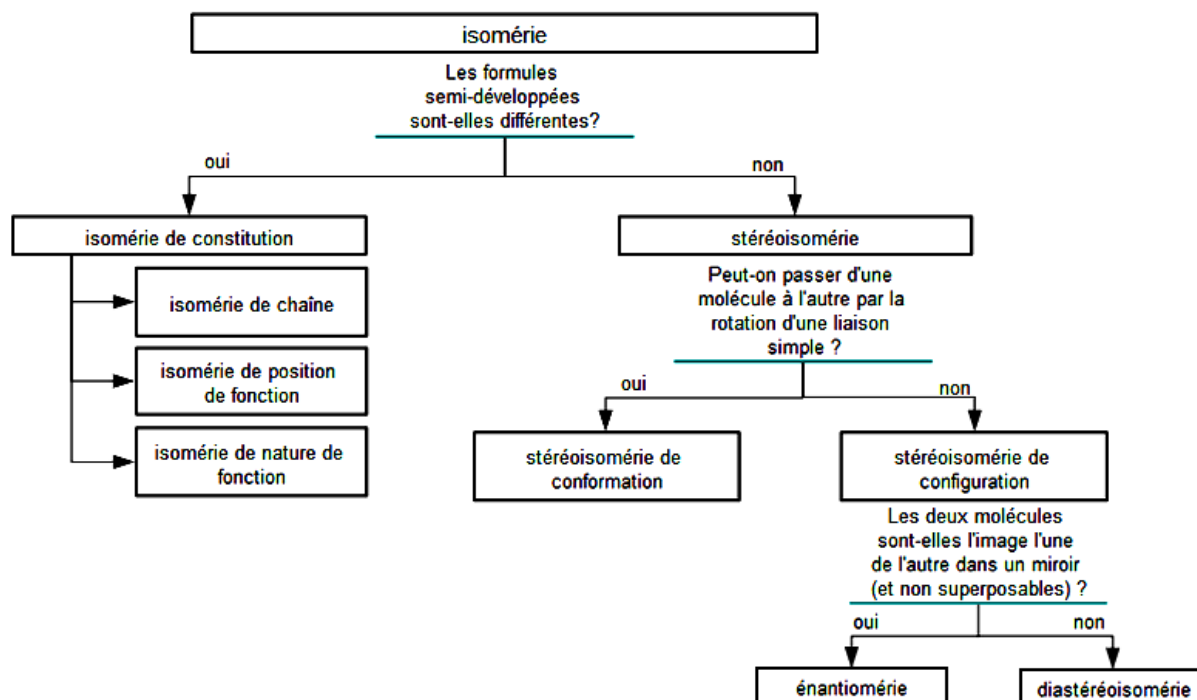 isomérie
Les formules
semi-développées
sont-elles différentes?
oui
non
isomérie de constitution
stéréoisomérie
isomérie de chaîne
Peut-on passer d'une
molécule à l'autre par la
rotation d'une liaison
simple ?
isomérie de position
de fonction
oui
non
isomérie de nature de
fonction
stéréoisomérie de
conformation
stéréoisomérie de
configuration
Les deux molécules
sont-elles l'image l'une
de l'autre dans un miroir
(et non superposables) ?
oui
non
énantiomérie
diastéréoisomérie